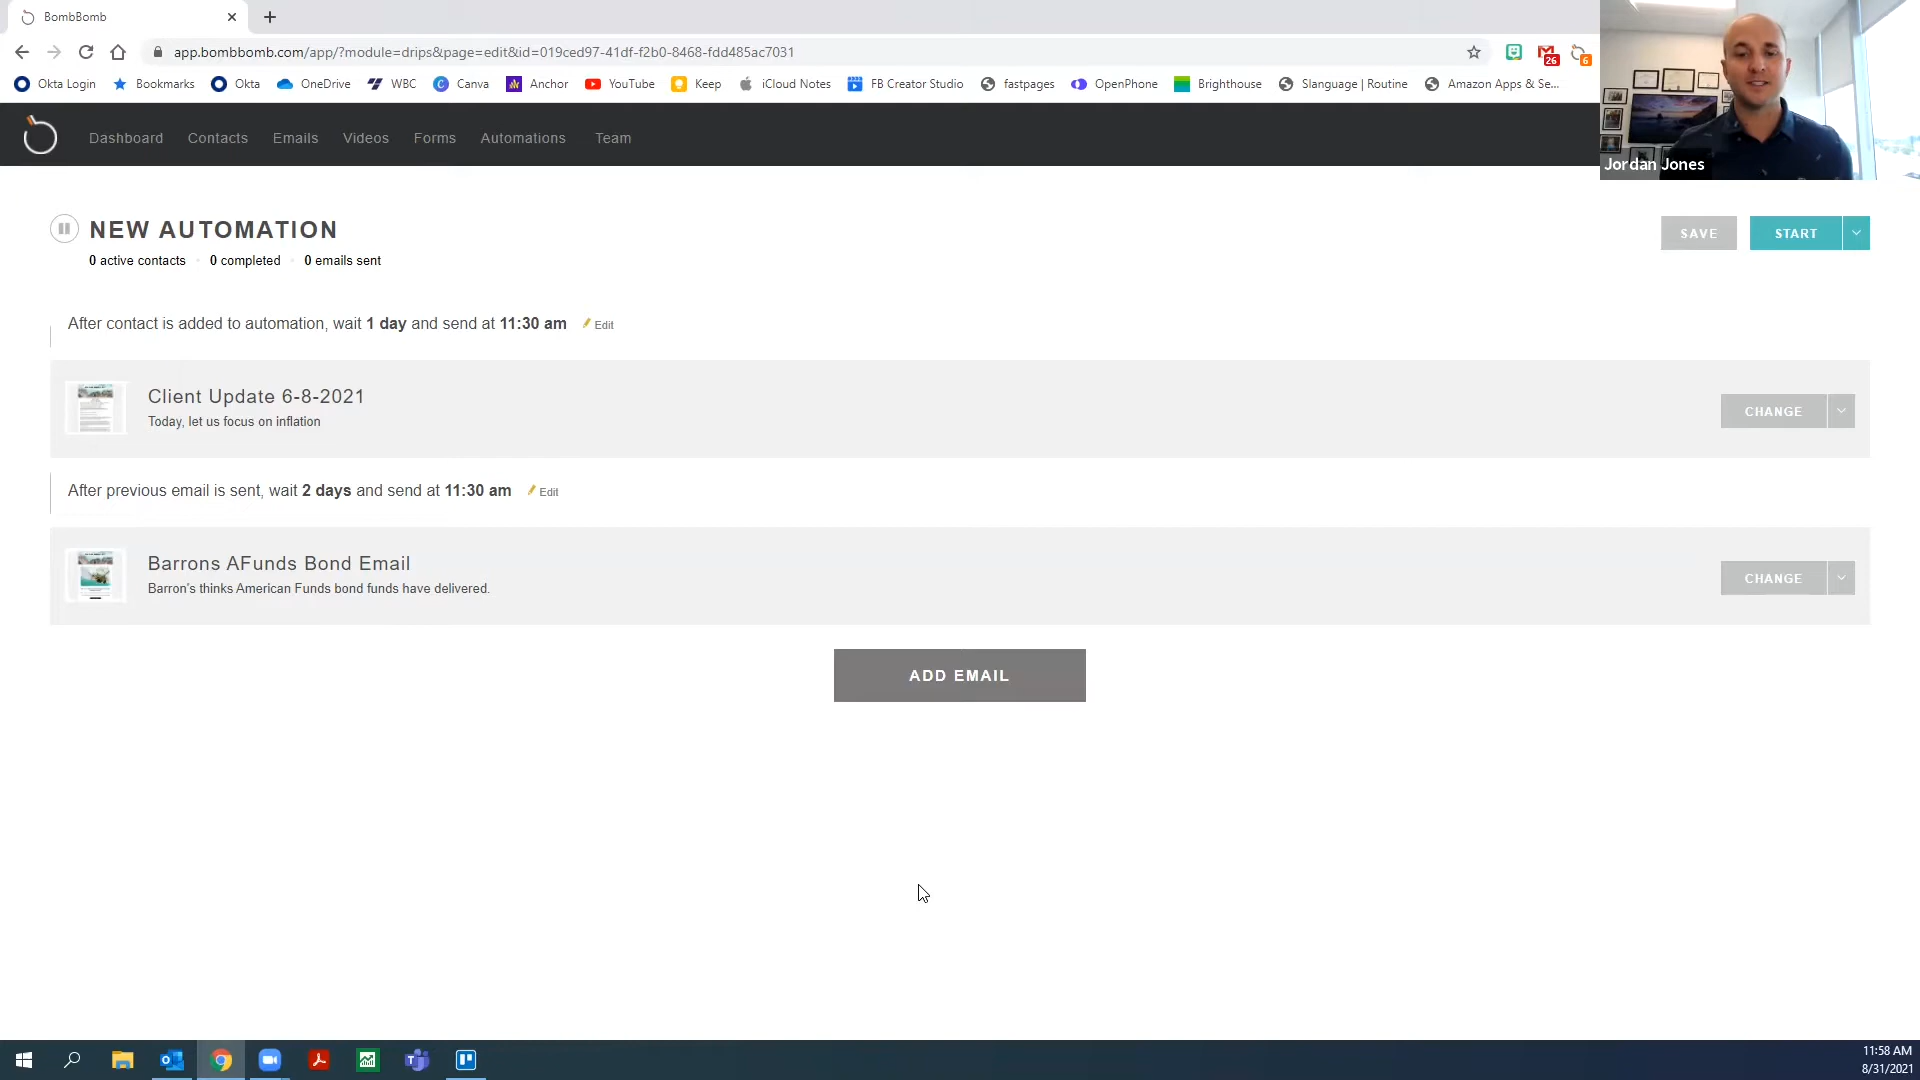 BombBomb
app.bombbomb.com/app/?module=drips&page=edit&id=019ced97-41df-f2b0-8468-fdd485ac7031
26
6
Okta Login
Bookmarks
Okta
OneDrive
WBC
Canva
Anchor
YouTube
Keep
iCloud Notes
FB Creator Studio
fastpages
OpenPhone
Brighthouse
Slanguage | Routine
Amazon Apps & Se...
Dashboard
Contacts
Emails
Videos
Forms
Automations
Team
Jordan Jones
NEW AUTOMATION
SAVE
START
0 active contacts
0 completed
0 emails sent
After contact is added to automation, wait 1 day and send at 11:30 am
Edit
Client Update 6-8-2021
Today, let us focus on inflation
CHANGE
After previous email is sent, wait 2 days and send at 11:30 am
Edit
Barrons AFunds Bond Email
Barron's thinks American Funds bond funds have delivered.
CHANGE
ADD EMAIL
11:58 AM
8/31/2021